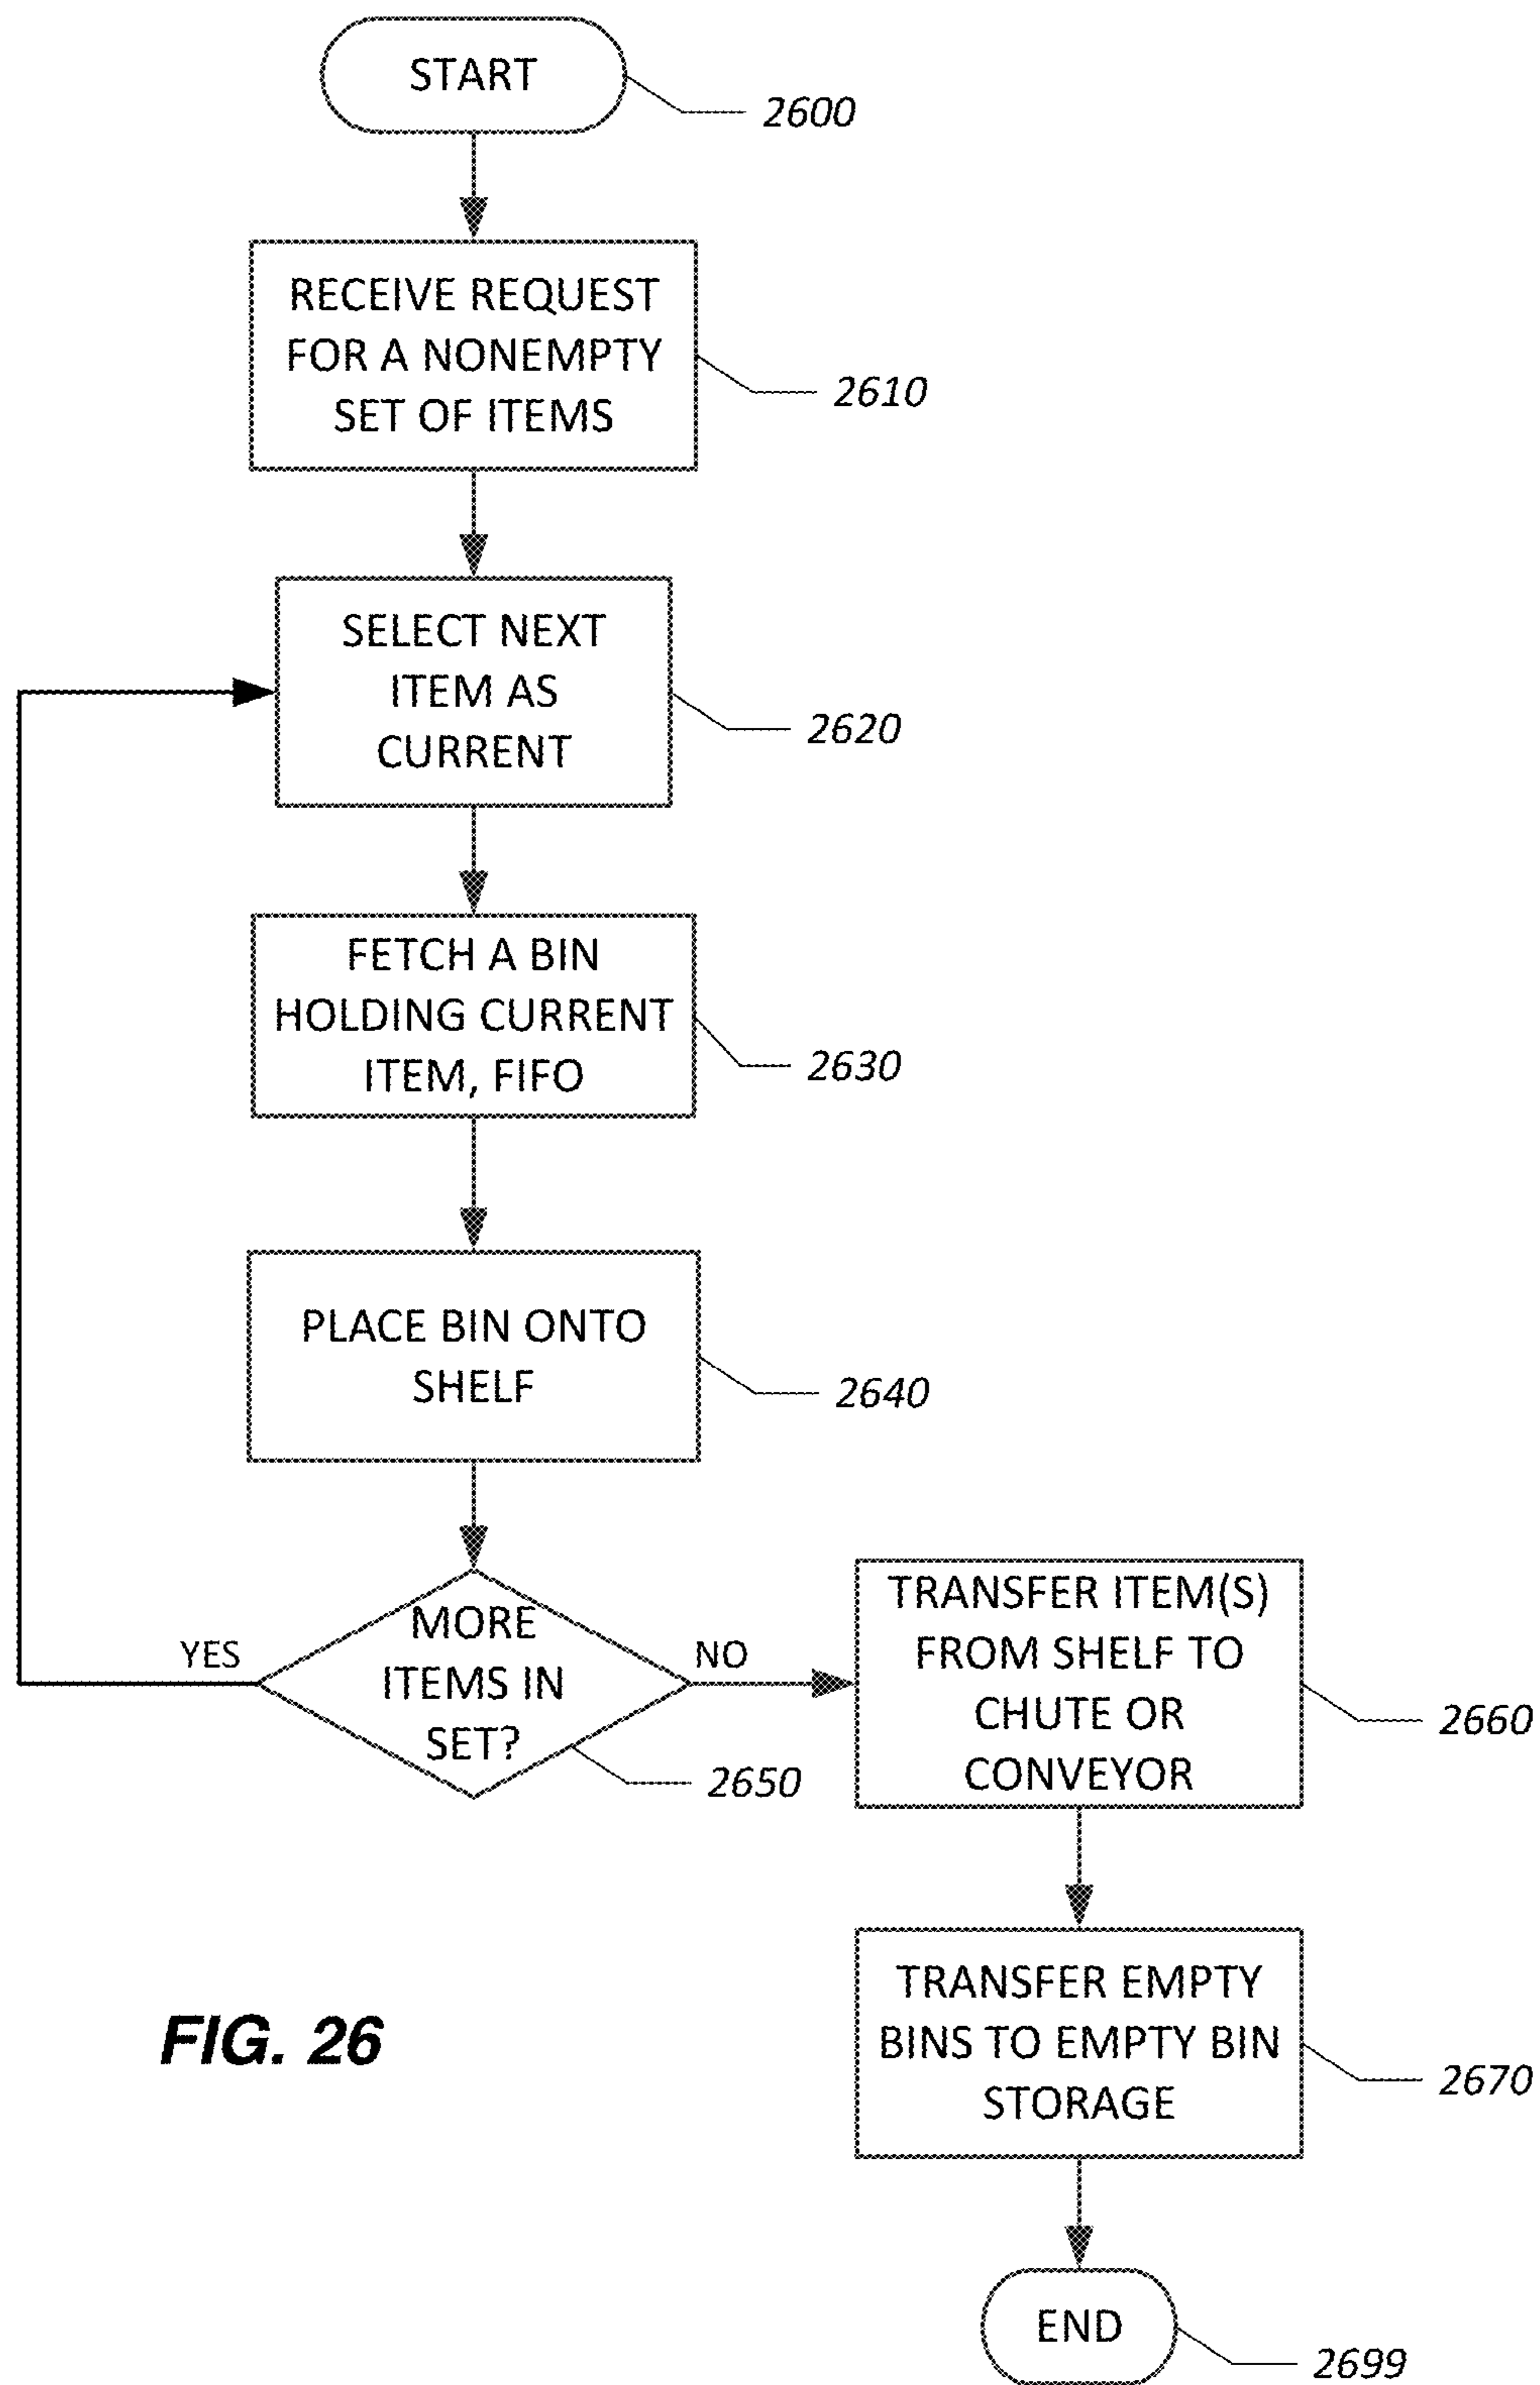 START
2600
RECEIVE REQUEST
FOR A NONEMPTY
SET OF ITEMS
2610
SELECT NEXT
ITEM AS
CURRENT
2620
FETCH A BIN
HOLDING CURRENT
ITEM, FIFO
2630
PLACE BIN ONTO
SHELF
2640
MORE
ITEMS IN
SET?
YES
NO
2650
TRANSFER ITEM(S)
FROM SHELF TO
CHUTE OR
CONVEYOR
2660
TRANSFER EMPTY
BINS TO EMPTY BIN
STORAGE
2670
END
2699
FIG. 26